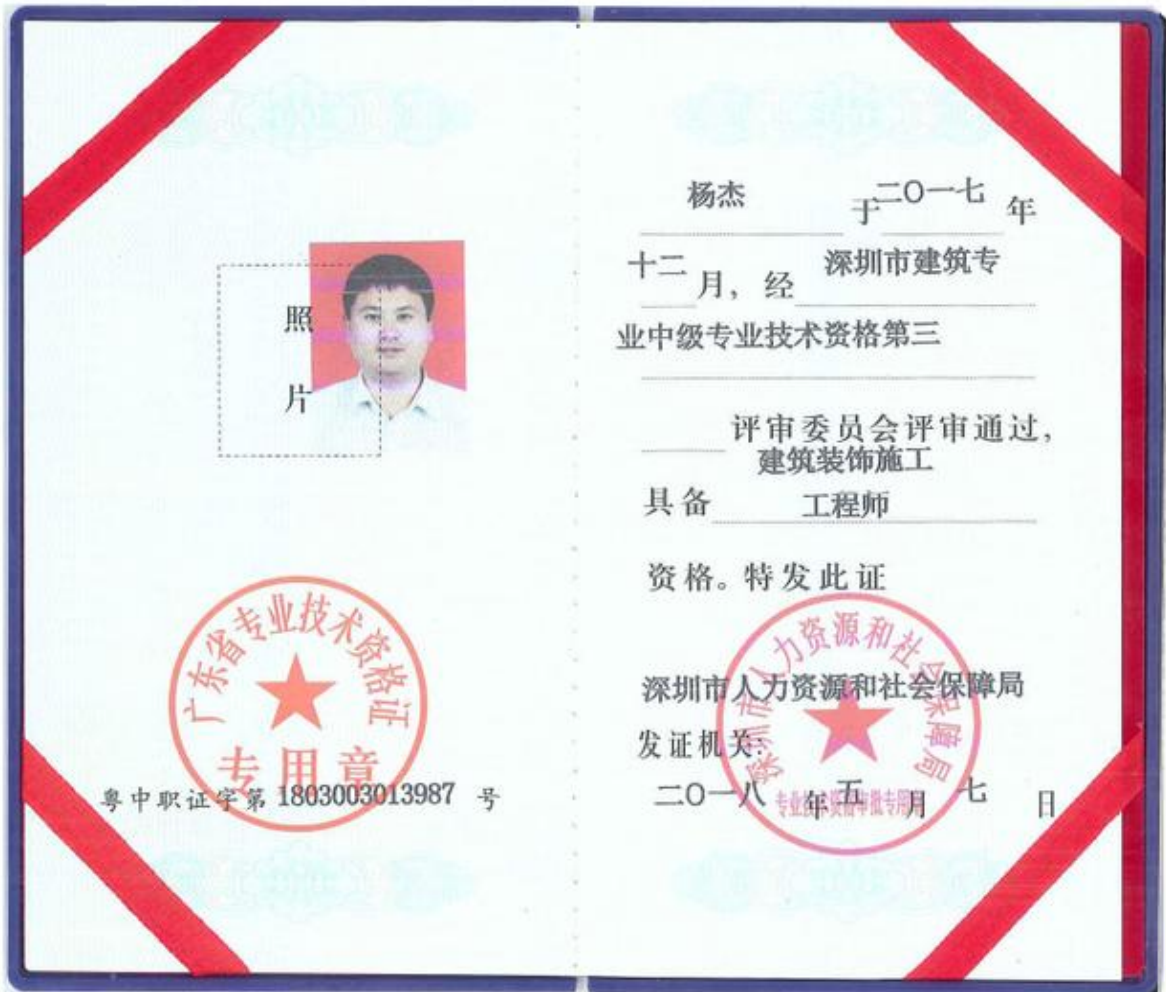 照
片
广东省专业技术资格证
专用章
粤中职证字第 1803003013987 号
杨杰 于二〇一七 年
十二 月，经 深圳市建筑专
业中级专业技术资格第三
评审委员会评审通过，
建筑装饰施工
具备 工程师
资格。特发此证
深圳市人力资源和社会保障局
深圳市人力资源和社会保障局
发证机关：
二〇一八 年 五 月 七 日